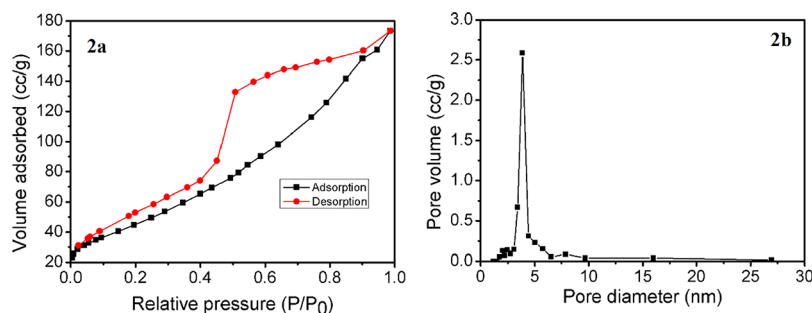 2a
Volume adsorbed (cc/g)
180
160
140
120
100
80
60
40
20
0.0 0.2 0.4 0.6 0.8 1.0
Relative pressure (P/P0)
Adsorption
Desorption
2b
Pore volume (cc/g)
3.0
2.5
2.0
1.5
1.0
0.5
0.0
0 5 10 15 20 25 30
Pore diameter (nm)